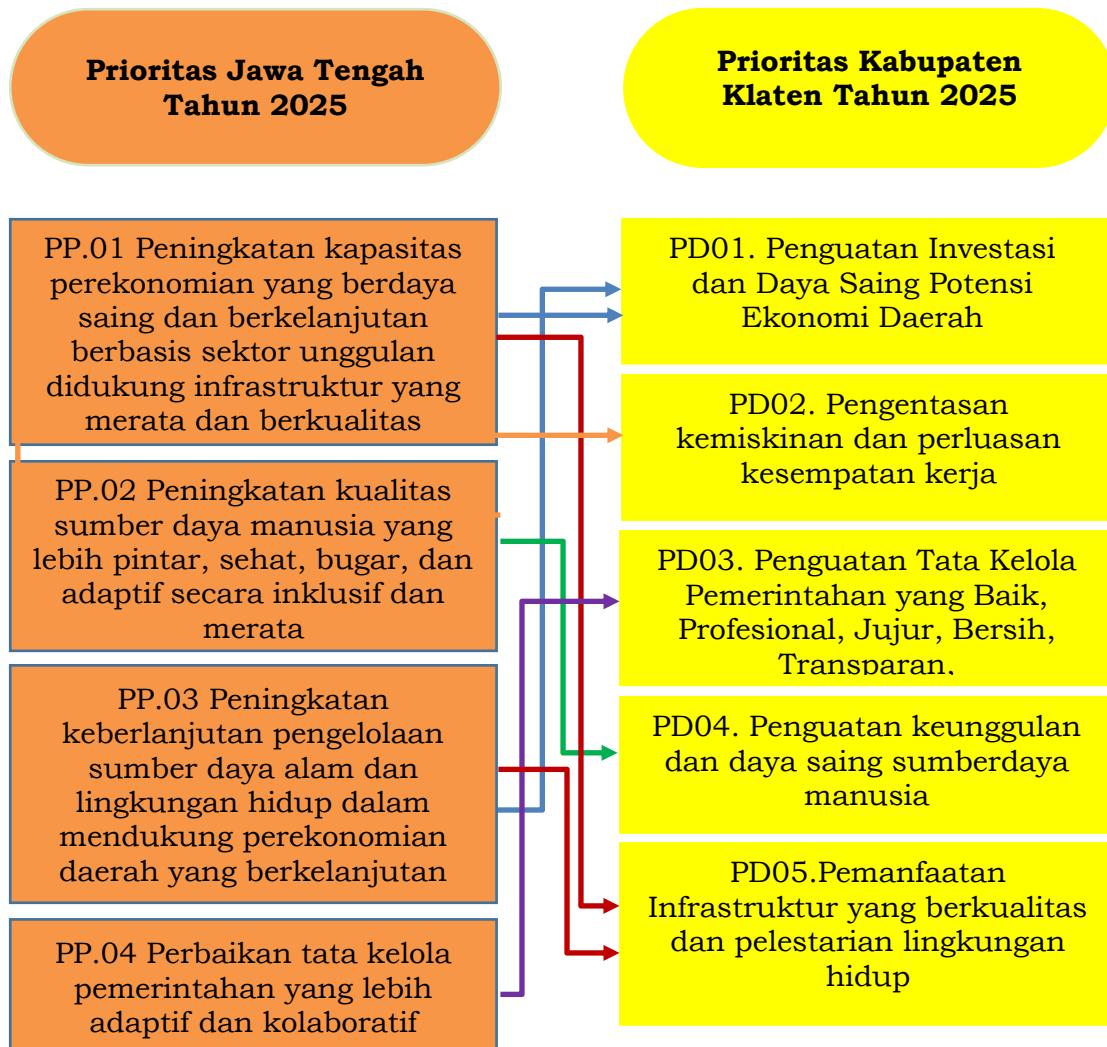 Prioritas Jawa Tengah
Tahun 2025
Prioritas Kabupaten
Klaten Tahun 2025
PP.01 Peningkatan kapasitas
perekonomian yang berdaya
saing dan berkelanjutan
berbasis sektor unggulan
didukung infrastruktur yang
merata dan berkualitas
PP.02 Peningkatan kualitas
sumber daya manusia yang
lebih pintar, sehat, bugar, dan
adaptif secara inklusif dan
merata
PP.03 Peningkatan
keberlanjutan pengelolaan
sumber daya alam dan
lingkungan hidup dalam
mendukung perekonomian
daerah yang berkelanjutan
PP.04 Perbaikan tata kelola
pemerintahan yang lebih
adaptif dan kolaboratif
PD01. Penguatan Investasi
dan Daya Saing Potensi
Ekonomi Daerah
PD02. Pengentasan
kemiskinan dan perluasan
kesempatan kerja
PD03. Penguatan Tata Kelola
Pemerintahan yang Baik,
Profesional, Jujur, Bersih,
Transparan,
PD04. Penguatan keunggulan
dan daya saing sumberdaya
manusia
PD05.Pemanfaatan
Infrastruktur yang berkualitas
dan pelestarian lingkungan
hidup